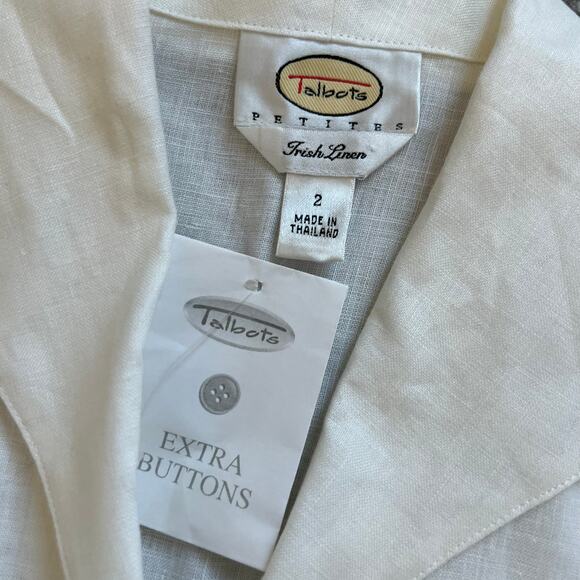 Talbots
PETITES
Irish Linen
2
MADE IN
THAILAND
Talbots
EXTRA
BUTTONS